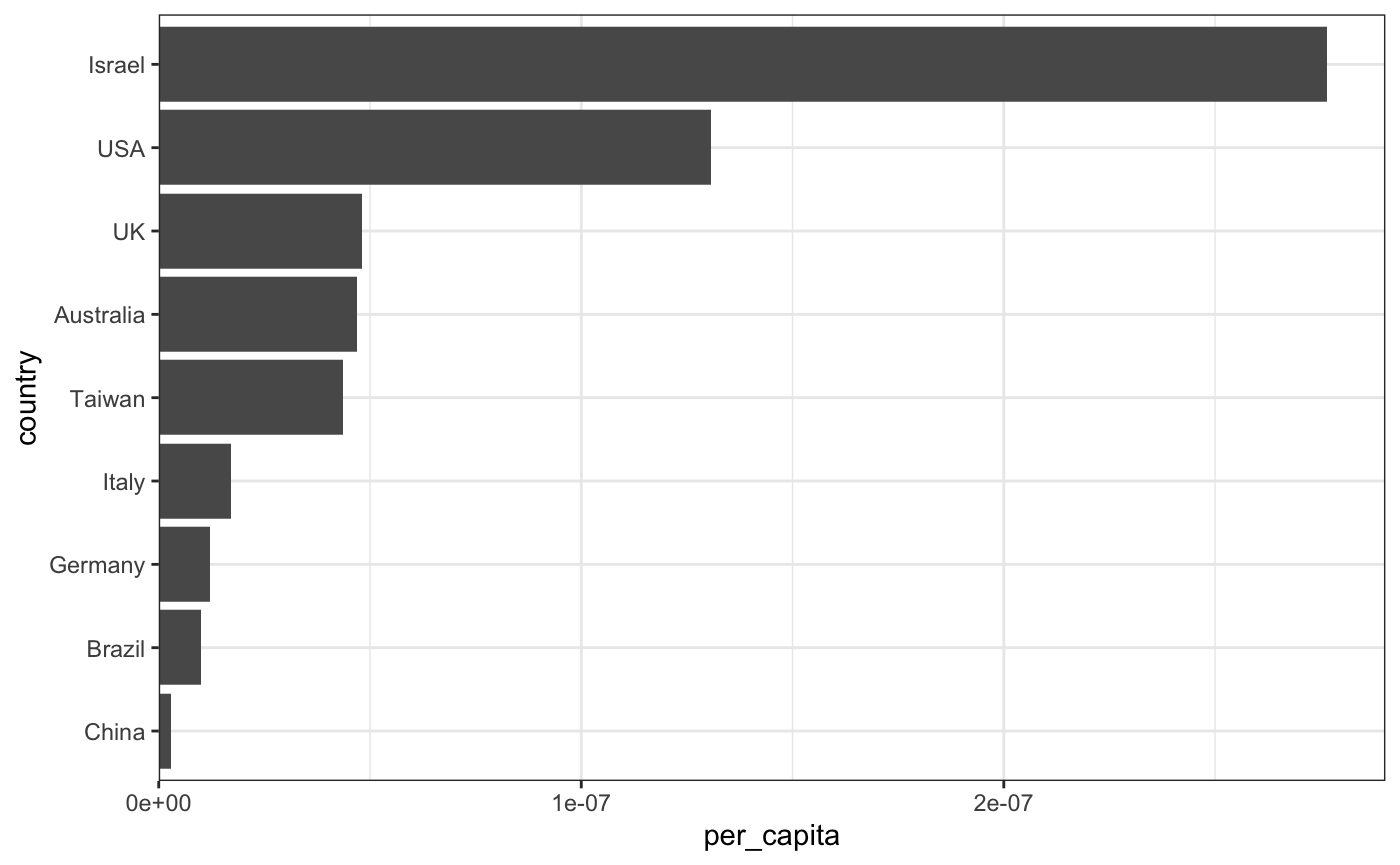 Israel
USA
UK
Australia
Taiwan
Italy
Germany
Brazil
China
country
0e+00 1e-07 2e-07
per_capita